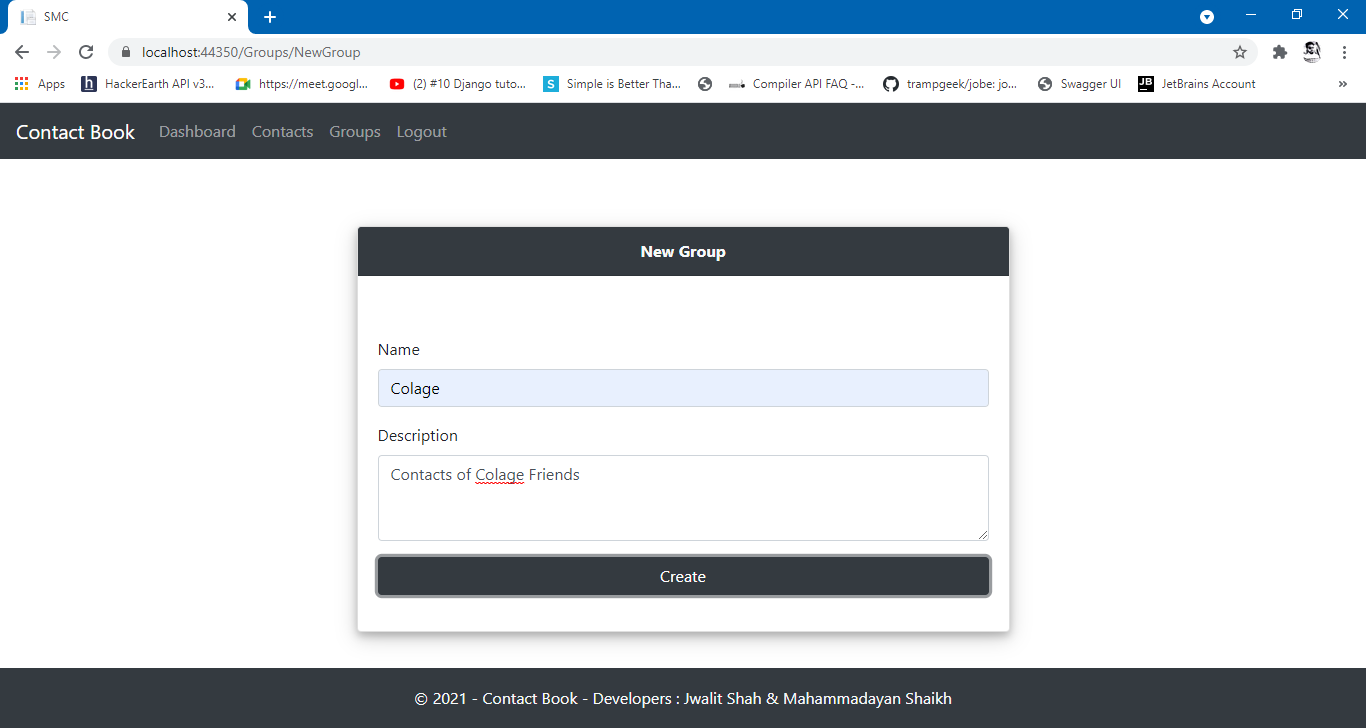 SMC
localhost:44350/Groups/NewGroup
Apps HackerEarth API v3... https://meet.googl... (2) #10 Django tuto... Simple is Better Tha... Compiler API FAQ -... trampgeek/jobe: jo... Swagger UI JetBrains Account »
Contact Book Dashboard Contacts Groups Logout
New Group
Name
Colage
Description
Contacts of Colage Friends
Create
© 2021 - Contact Book - Developers : Jwalit Shah & Mahammadayan Shaikh